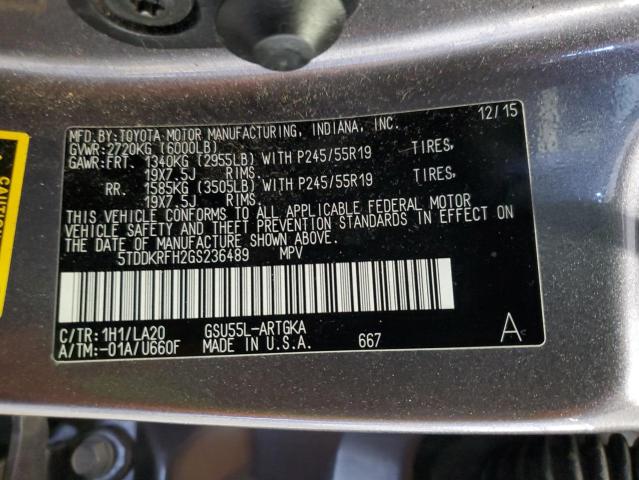 MFD.BY:TOYOTA MOTOR MANUFACTURING, INDIANA, INC. 12/15
GVWR:2720KG (6000LB)
GAWR:FRT. 1340KG (2955LB) WITH P245/55R19 TIRES,
19X7.5J RIMS.
RR. 1585KG (3505LB) WITH P245/55R19 TIRES,
19X7.5J RIMS.
THIS VEHICLE CONFORMS TO ALL APPLICABLE FEDERAL MOTOR
VEHICLE SAFETY AND THEFT PREVENTION STANDARDS IN EFFECT ON
THE DATE OF MANUFACTURE SHOWN ABOVE.
5TDDKRFH2GS236489 MPV
C/TR:1H1/LA20 GSU55L-ARTGKA
A/TM:-01A/U660F MADE IN U.S.A. 667 A